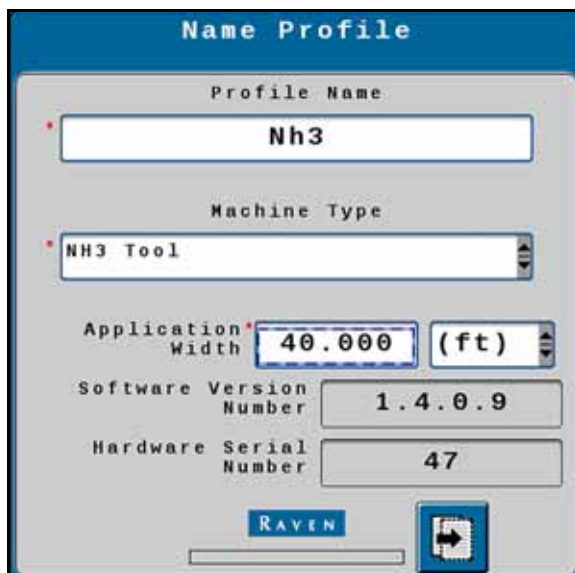 Name Profile
Profile Name
* Nh3
Machine Type
* NH3 Tool
Application* 40.000 (ft)
Width
Software Version
Number 1.4.0.9
Hardware Serial
Number 47
RAVEN